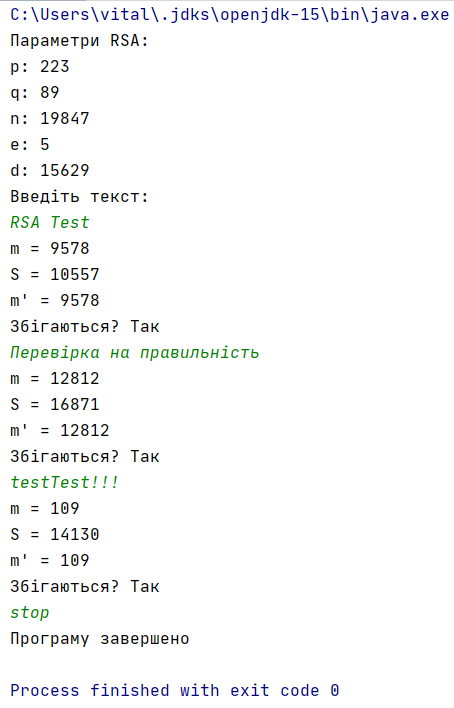 C:\Users\vital\.jdks\openjdk-15\bin\java.exe
Параметри RSA:
p: 223
q: 89
n: 19847
e: 5
d: 15629
Введіть текст:
RSA Test
m = 9578
S = 10557
m' = 9578
Збігаються? Так
Перевірка на правильність
m = 12812
S = 16871
m' = 12812
Збігаються? Так
testTest!!!
m = 109
S = 14130
m' = 109
Збігаються? Так
stop
Програму завершено
Process finished with exit code 0